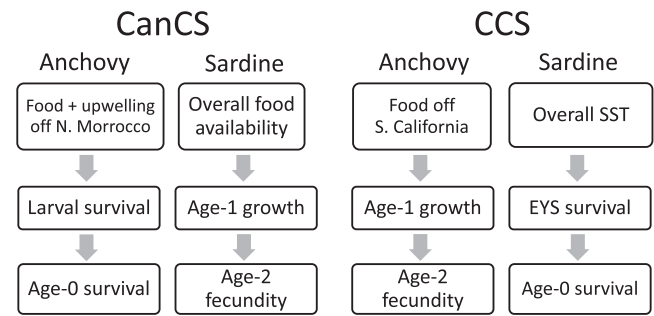 CanCS
CCS
Anchovy
Sardine
Anchovy
Sardine
Food + upwelling
off N. Morrocco
Overall food
availability
Food off
S. California
Overall SST
Larval survival
Age-1 growth
Age-1 growth
EYS survival
Age-0 survival
Age-2
fecundity
Age-2
fecundity
Age-0 survival